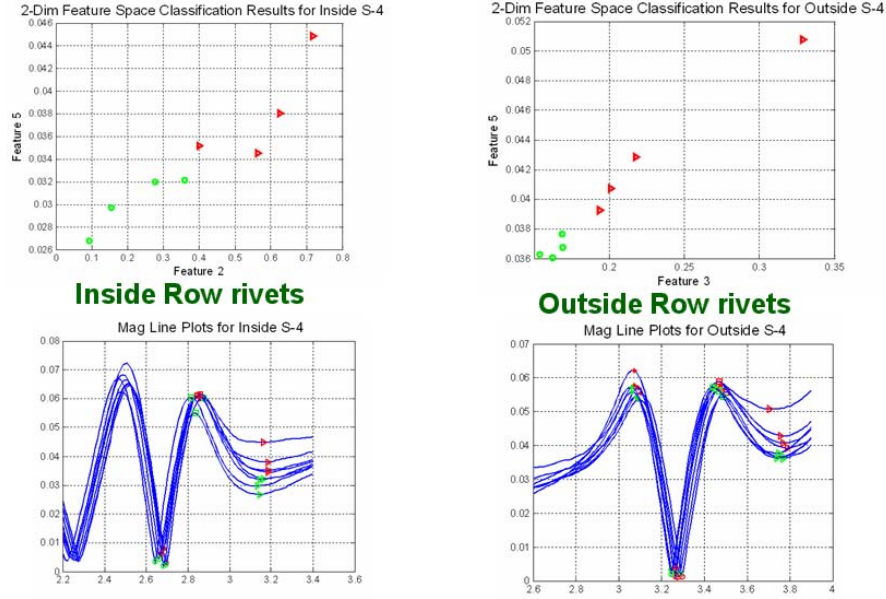 2-Dim Feature Space Classification Results for Inside S-4
0.046
0.044
0.042
0.04
0.038
0.036
0.034
0.032
0.03
0.028
0.026
Feature 5
0 0.1 0.2 0.3 0.4 0.5 0.6 0.7 0.8
Feature 2
Inside Row rivets
2-Dim Feature Space Classification Results for Outside S-4
0.052
0.05
0.048
0.046
0.044
0.042
0.04
0.038
0.036
Feature 5
0.2 0.25 0.3 0.35
Feature 3
Outside Row rivets
Mag Line Plots for Inside S-4
0.08
0.07
0.06
0.05
0.04
0.03
0.02
0.01
0
2.2 2.4 2.6 2.8 3 3.2 3.4 3.6
Mag Line Plots for Outside S-4
0.07
0.06
0.05
0.04
0.03
0.02
0.01
0
2.6 2.8 3 3.2 3.4 3.6 3.8 4